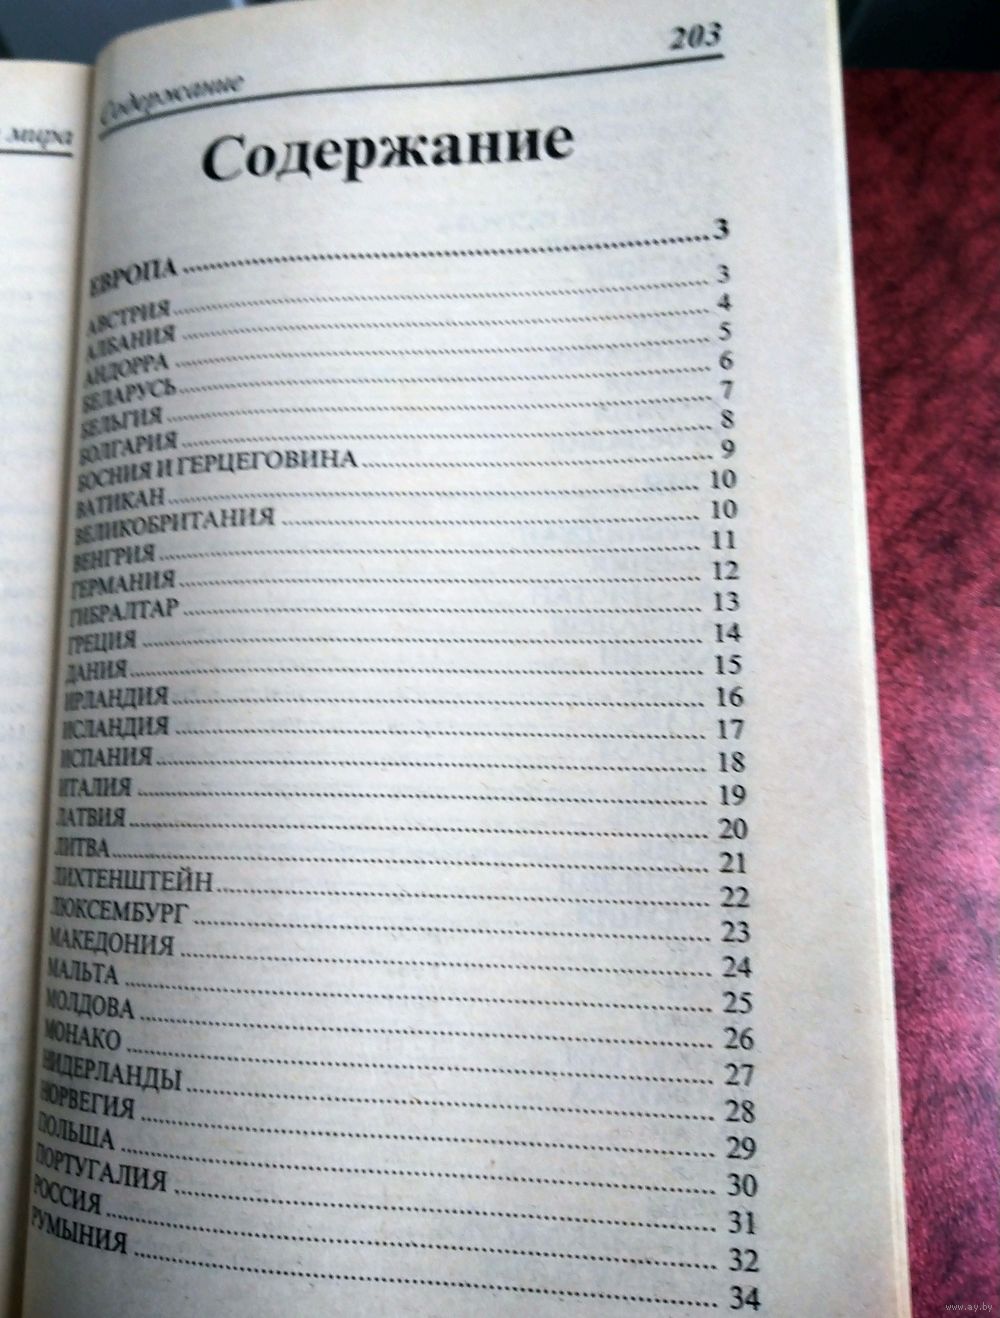 мира
Содержание 203
Содержание
ЕВРОПА ........ 3
АВСТРИЯ ........ 3
АЛБАНИЯ ........ 4
АНДОРРА ........ 5
БЕЛАРУСЬ ........ 6
БЕЛЬГИЯ ........ 7
БОЛГАРИЯ ........ 8
БОСНИЯ И ГЕРЦЕГОВИНА ........ 9
ВАТИКАН ........ 10
ВЕЛИКОБРИТАНИЯ ........ 10
ВЕНГРИЯ ........ 11
ГЕРМАНИЯ ........ 12
ГИБРАЛТАР ........ 13
ГРЕЦИЯ ........ 14
ДАНИЯ ........ 15
ИРЛАНДИЯ ........ 16
ИСЛАНДИЯ ........ 17
ИСПАНИЯ ........ 18
ИТАЛИЯ ........ 19
ЛАТВИЯ ........ 20
ЛИТВА ........ 21
ЛИХТЕНШТЕЙН ........ 22
ЛЮКСЕМБУРГ ........ 23
МАКЕДОНИЯ ........ 24
МАЛЬТА ........ 25
МОЛДОВА ........ 26
МОНАКО ........ 27
НИДЕРЛАНДЫ ........ 28
НОРВЕГИЯ ........ 29
ПОЛЬША ........ 30
ПОРТУГАЛИЯ ........ 31
РОССИЯ ........ 32
РУМЫНИЯ ........ 34
www.ay.by